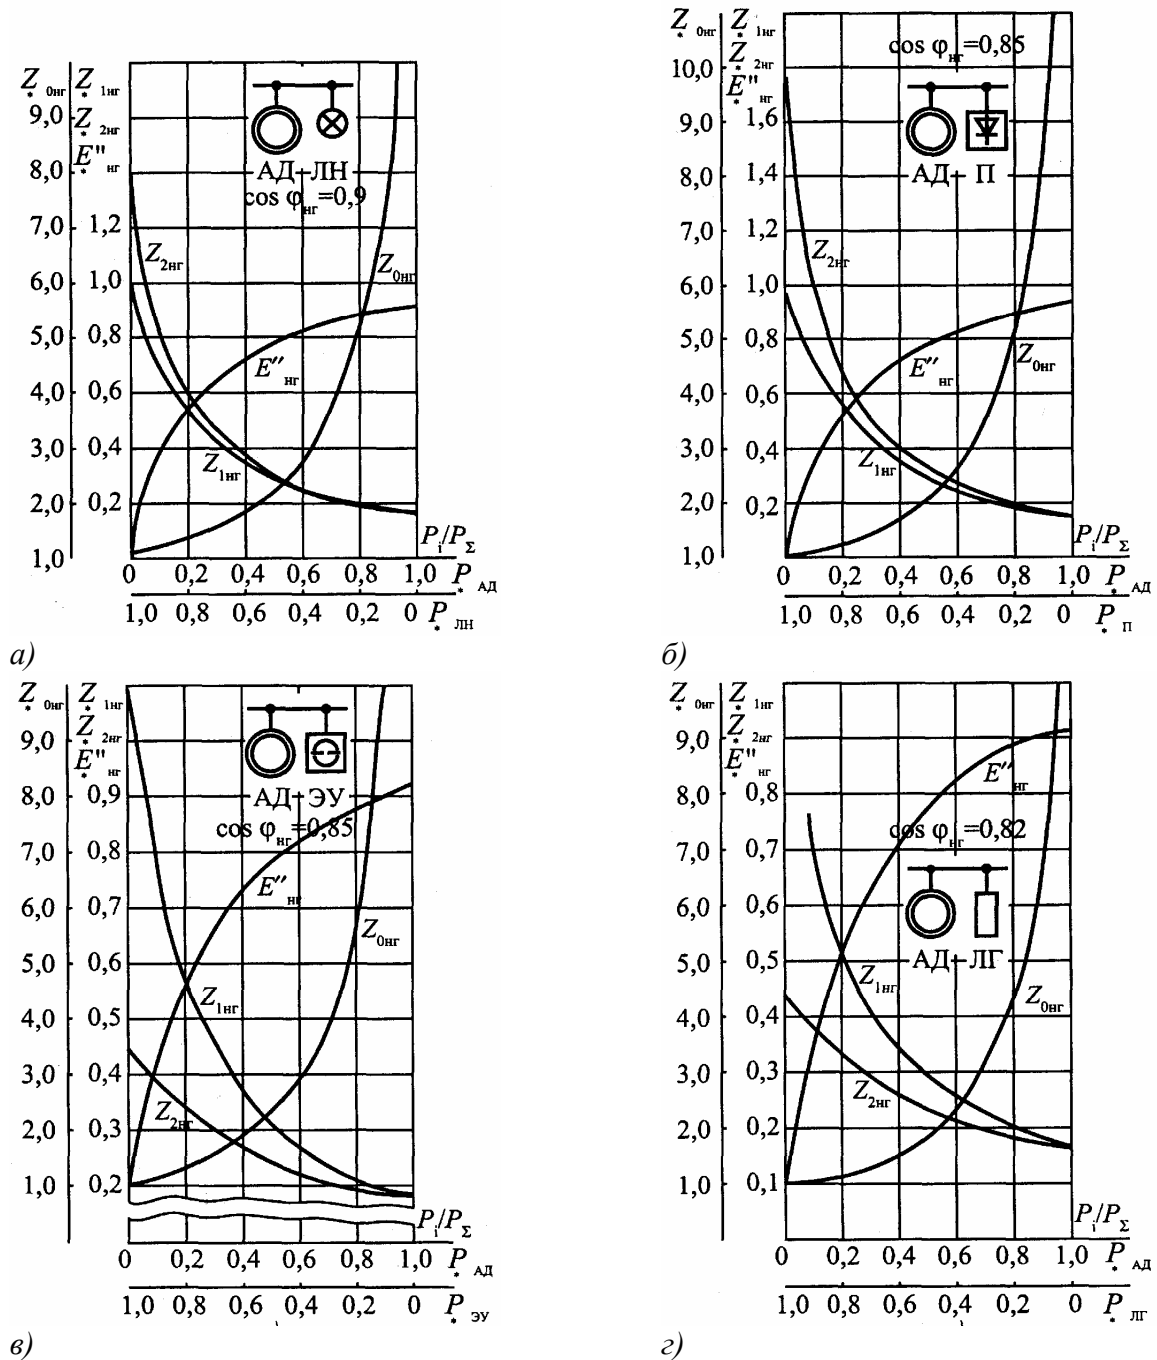 Z* 0нг Z* 1нг
Z* 2нг
E''* нг
9,0
8,0
7,0 1,2
6,0 1,0
5,0 0,8
4,0 0,6
3,0 0,4
2,0 0,2
1,0
АД ЛН
cos φнг=0,9
Z2нг
Z0нг
E''нг
Z1нг
Pi/PΣ
0 0,2 0,4 0,6 0,8 1,0 P* АД
1,0 0,8 0,6 0,4 0,2 0 P* ЛН
а)
Z* 0нг Z* 1нг
Z* 2нг
E''* нг
cos φнг=0,85
10,0
9,0 1,6
8,0 1,4
7,0 1,2
6,0 1,0
5,0 0,8
4,0 0,6
3,0 0,4
2,0 0,2
1,0
АД П
Z2нг
E''нг
Z0нг
Z1нг
Pi/PΣ
0 0,2 0,4 0,6 0,8 1,0 P* АД
1,0 0,8 0,6 0,4 0,2 0 P* П
б)
Z* 0нг Z* 1нг
Z* 2нг
E''* нг
9,0
8,0 0,9
7,0 0,8
6,0 0,7
5,0 0,6
4,0 0,5
3,0 0,4
2,0 0,3
1,0 0,2
АД ЭУ
cos φнг=0,85
E''нг
Z0нг
Z1нг
Z2нг
Pi/PΣ
0 0,2 0,4 0,6 0,8 1,0 P* АД
1,0 0,8 0,6 0,4 0,2 0 P* ЭУ
в)
Z* 0нг Z* 1нг
Z* 2нг
E''* нг
9,0
8,0 0,8
7,0 0,7
6,0 0,6
5,0 0,5
4,0 0,4
3,0 0,3
2,0 0,2
1,0 0,1
E''нг
cos φнг=0,82
АД ЛГ
Z1нг
Z0нг
Z2нг
Pi/PΣ
0 0,2 0,4 0,6 0,8 1,0 P* АД
1,0 0,8 0,6 0,4 0,2 0 P* ЛГ
г)